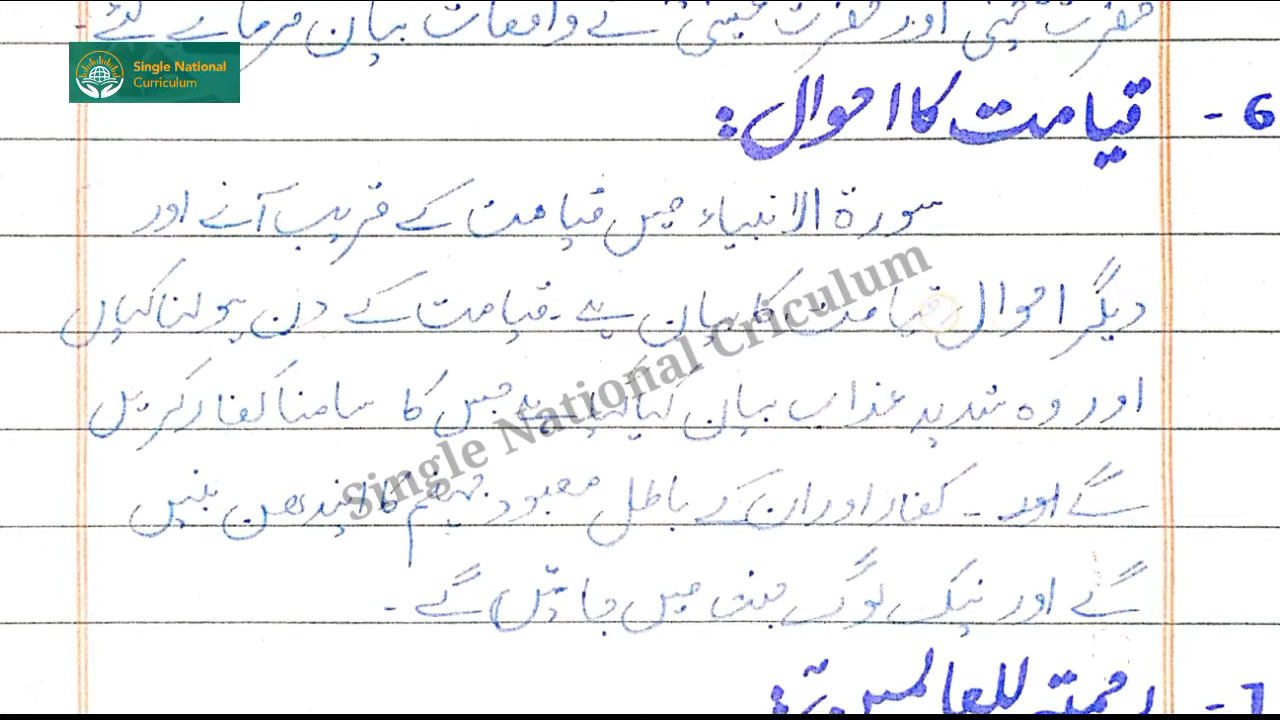 حضرت یحییٰ اور حضرت عیسیٰ کے واقعات بیان فرمائے گئے۔
Single National
Curriculum
6 - قیامت کا احوال:
سورۃ الانبیاء میں قیامت کے قریب آنے اور
دیگر احوال قیامت کا بیان ہے۔ قیامت کے دن ہولناکیاں
اور وہ شدید عذاب بیان کیا گیا ہے جس کا سامنا کفار کریں
گے اور ۔ کفار اور ان کے باطل معبود جہنم کا ایندھن بنیں
گے اور نیک لوگ جنت میں جائیں گے۔
Single National Criculum
7 - رحمتہ للعالمین